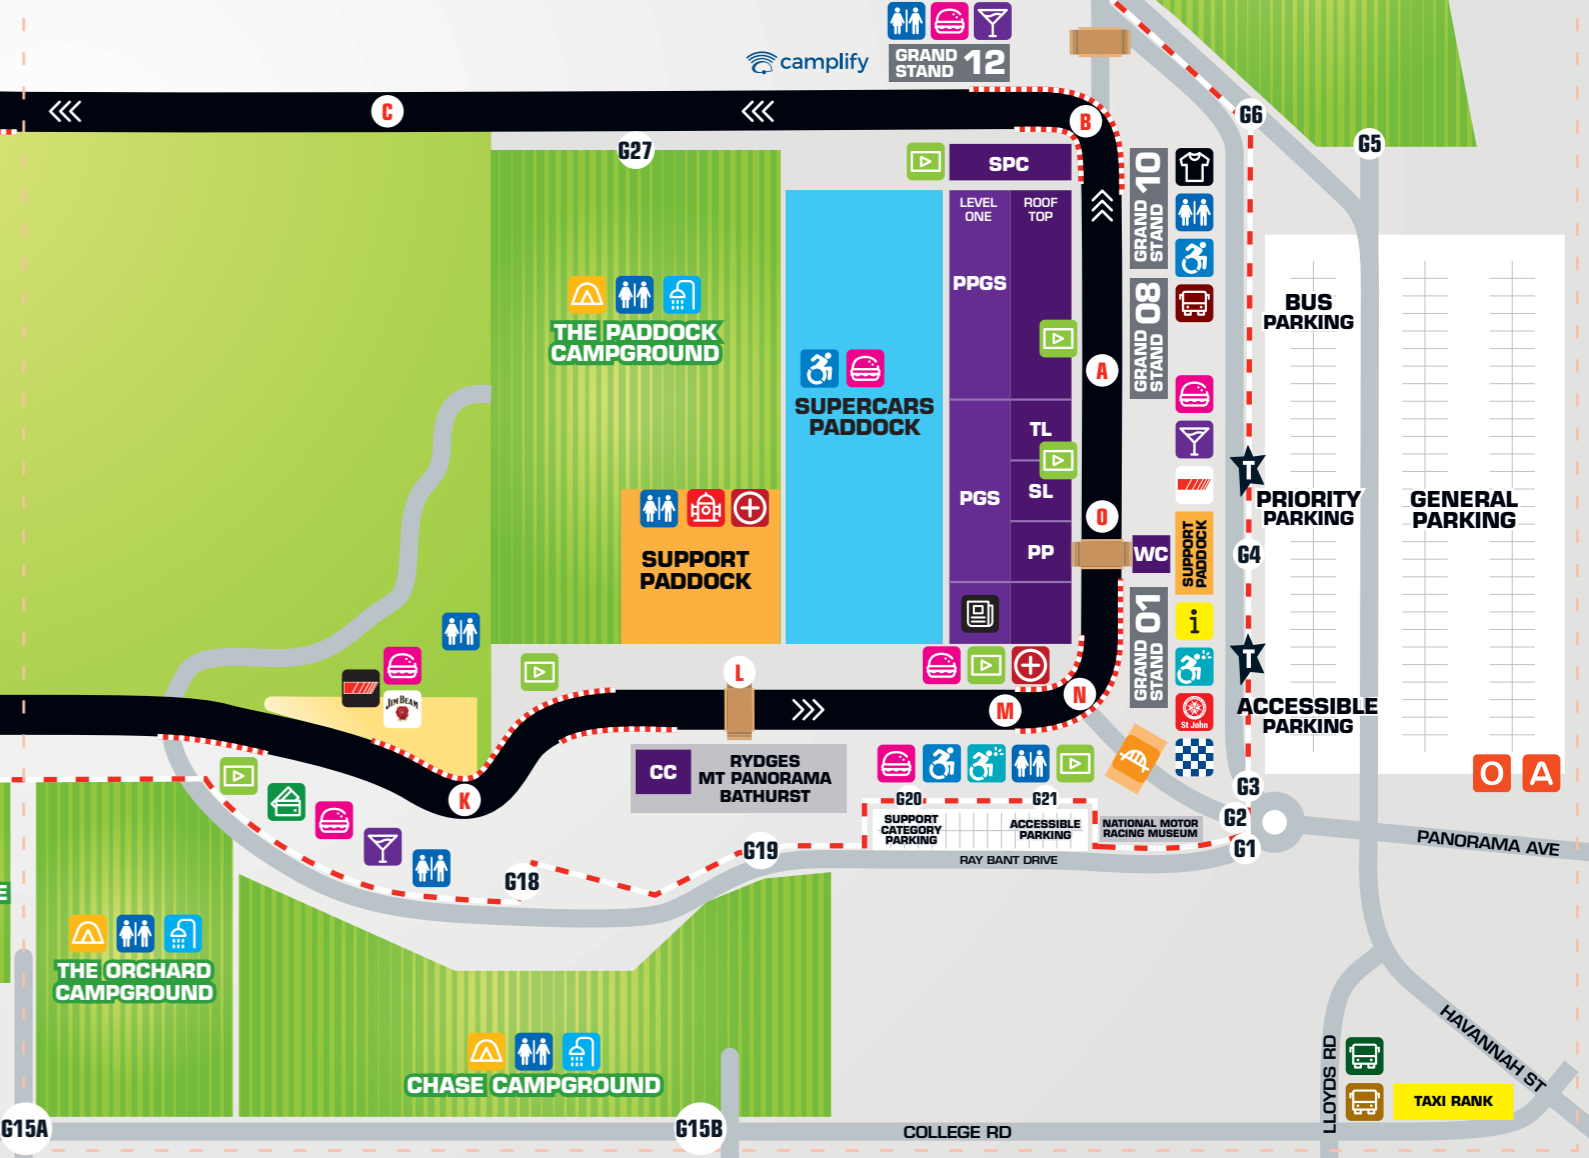 camplify
GRAND
STAND 12
C
B
G6
G5
G27
SPC
LEVEL
ONE
ROOF
TOP
PPGS
GRAND
STAND 10
GRAND
STAND 08
BUS
PARKING
THE PADDOCK
CAMPGROUND
SUPERCARS
PADDOCK
A
TL
SL
PGS
PP
O
T
PRIORITY
PARKING
GENERAL
PARKING
SUPPORT
PADDOCK
WC
SUPPORT
PADDOCK
G4
GRAND
STAND 01
i
T
St John
ACCESSIBLE
PARKING
JIM BEAM
L
M
N
K
CC
RYDGES
MT PANORAMA
BATHURST
O
A
G3
G2
G1
G20
G21
SUPPORT
CATEGORY
PARKING
ACCESSIBLE
PARKING
NATIONAL MOTOR
RACING MUSEUM
RAY BANT DRIVE
PANORAMA AVE
G19
G18
E
THE ORCHARD
CAMPGROUND
CHASE CAMPGROUND
HAVANNAH ST
LLOYDS RD
TAXI RANK
G15A
G15B
COLLEGE RD